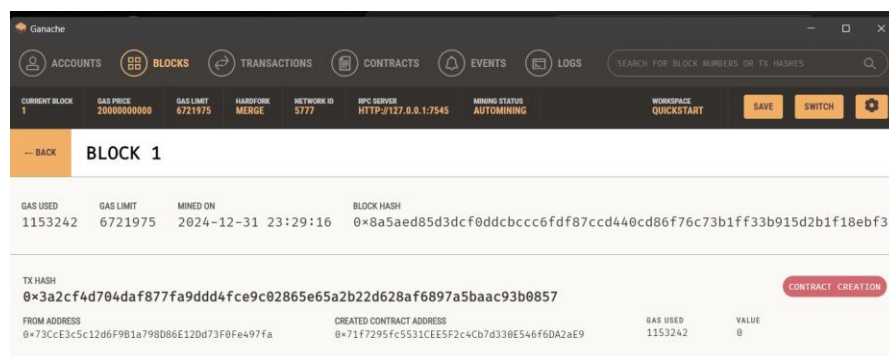 Ganache
ACCOUNTS BLOCKS TRANSACTIONS CONTRACTS EVENTS LOGS SEARCH FOR BLOCK NUMBERS OR TX HASHES
CURRENT BLOCK GAS PRICE GAS LIMIT HARDFORK NETWORK ID RPC SERVER MINING STATUS WORKSPACE
1 20000000000 6721975 MERGE 5777 HTTP://127.0.0.1:7545 AUTOMINING QUICKSTART SAVE SWITCH
← BACK BLOCK 1
GAS USED GAS LIMIT MINED ON BLOCK HASH
1153242 6721975 2024-12-31 23:29:16 0×8a5aed85d3dcf0ddcbccc6fdf87ccd440cd86f76c73b1ff33b915d2b1f18ebf3
TX HASH
0×3a2cf4d704daf877fa9ddd4fce9c02865e65a2b22d628af6897a5baac93b0857 CONTRACT CREATION
FROM ADDRESS CREATED CONTRACT ADDRESS GAS USED VALUE
0×73CcE3c5c12d6F9B1a798D86E12Dd73F0Fe497fa 0×71f7295fc5531CEE5F2c4Cb7d330E546f6DA2aE9 1153242 0